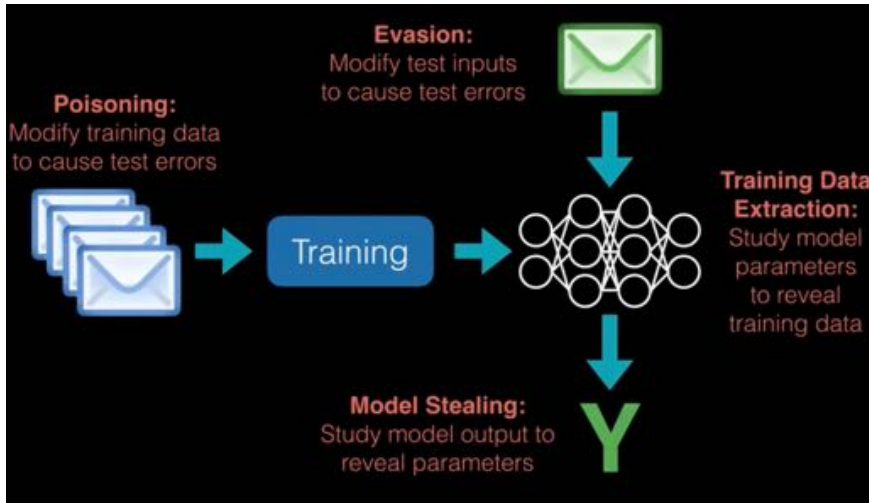 Evasion:
Modify test inputs
to cause test errors
Poisoning:
Modify training data
to cause test errors
Training
Training Data
Extraction:
Study model
parameters
to reveal
training data
Model Stealing:
Study model output to
reveal parameters
Y